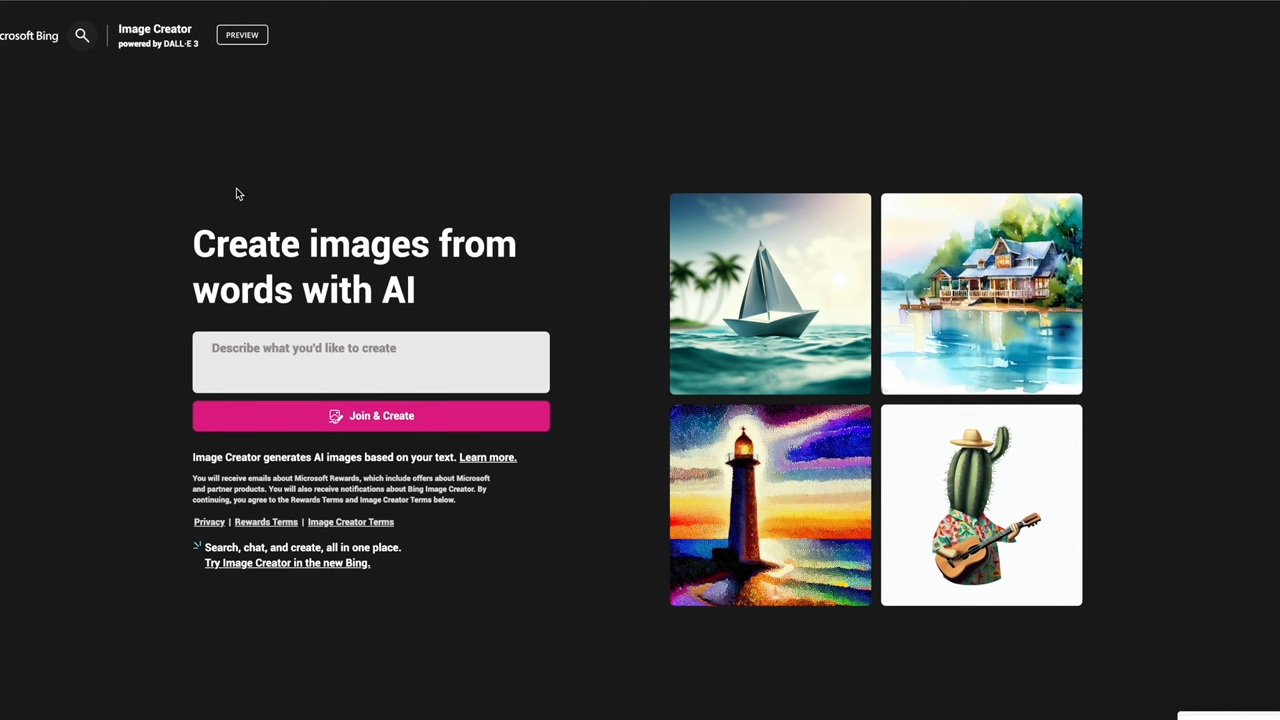 crosoft Bing
Image Creator
powered by DALL·E 3
PREVIEW
Create images from
words with AI
Describe what you'd like to create
Join & Create
Image Creator generates AI images based on your text. Learn more.
You will receive emails about Microsoft Rewards, which include offers about Microsoft
and partner products. You will also receive notifications about Bing Image Creator. By
continuing, you agree to the Rewards Terms and Image Creator Terms below.
Privacy | Rewards Terms | Image Creator Terms
Search, chat, and create, all in one place.
Try Image Creator in the new Bing.